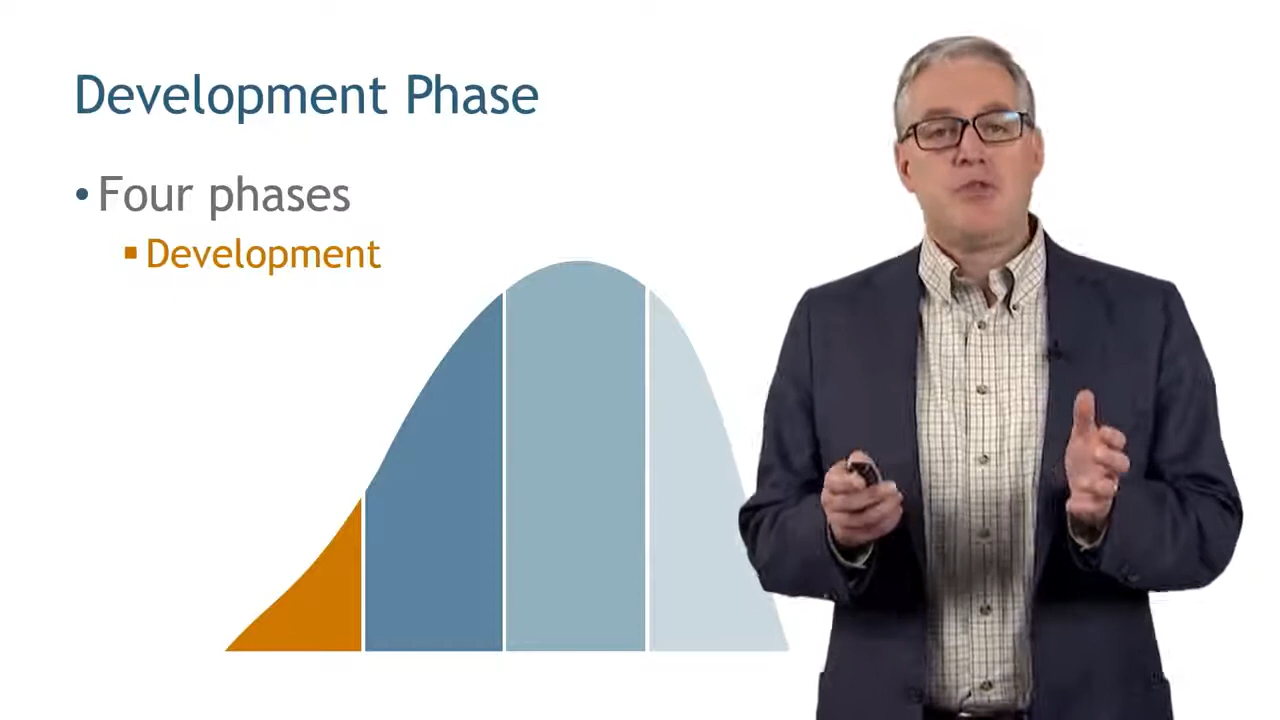 Development Phase
• Four phases
▪ Development